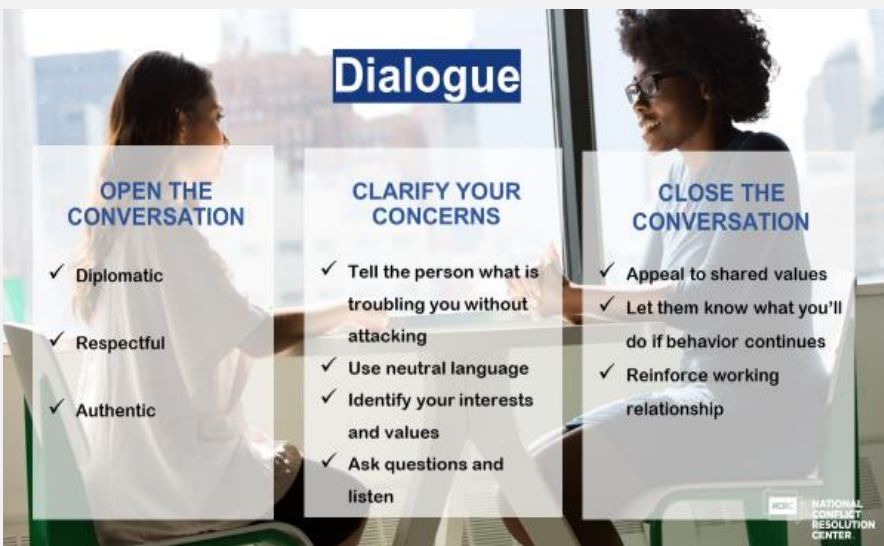 Dialogue
OPEN THE
CONVERSATION
✓ Diplomatic
✓ Respectful
✓ Authentic
CLARIFY YOUR
CONCERNS
✓ Tell the person what is
troubling you without
attacking
✓ Use neutral language
✓ Identify your interests
and values
✓ Ask questions and
listen
CLOSE THE
CONVERSATION
✓ Appeal to shared values
✓ Let them know what you'll
do if behavior continues
✓ Reinforce working
relationship
NCRC
NATIONAL
CONFLICT
RESOLUTION
CENTER